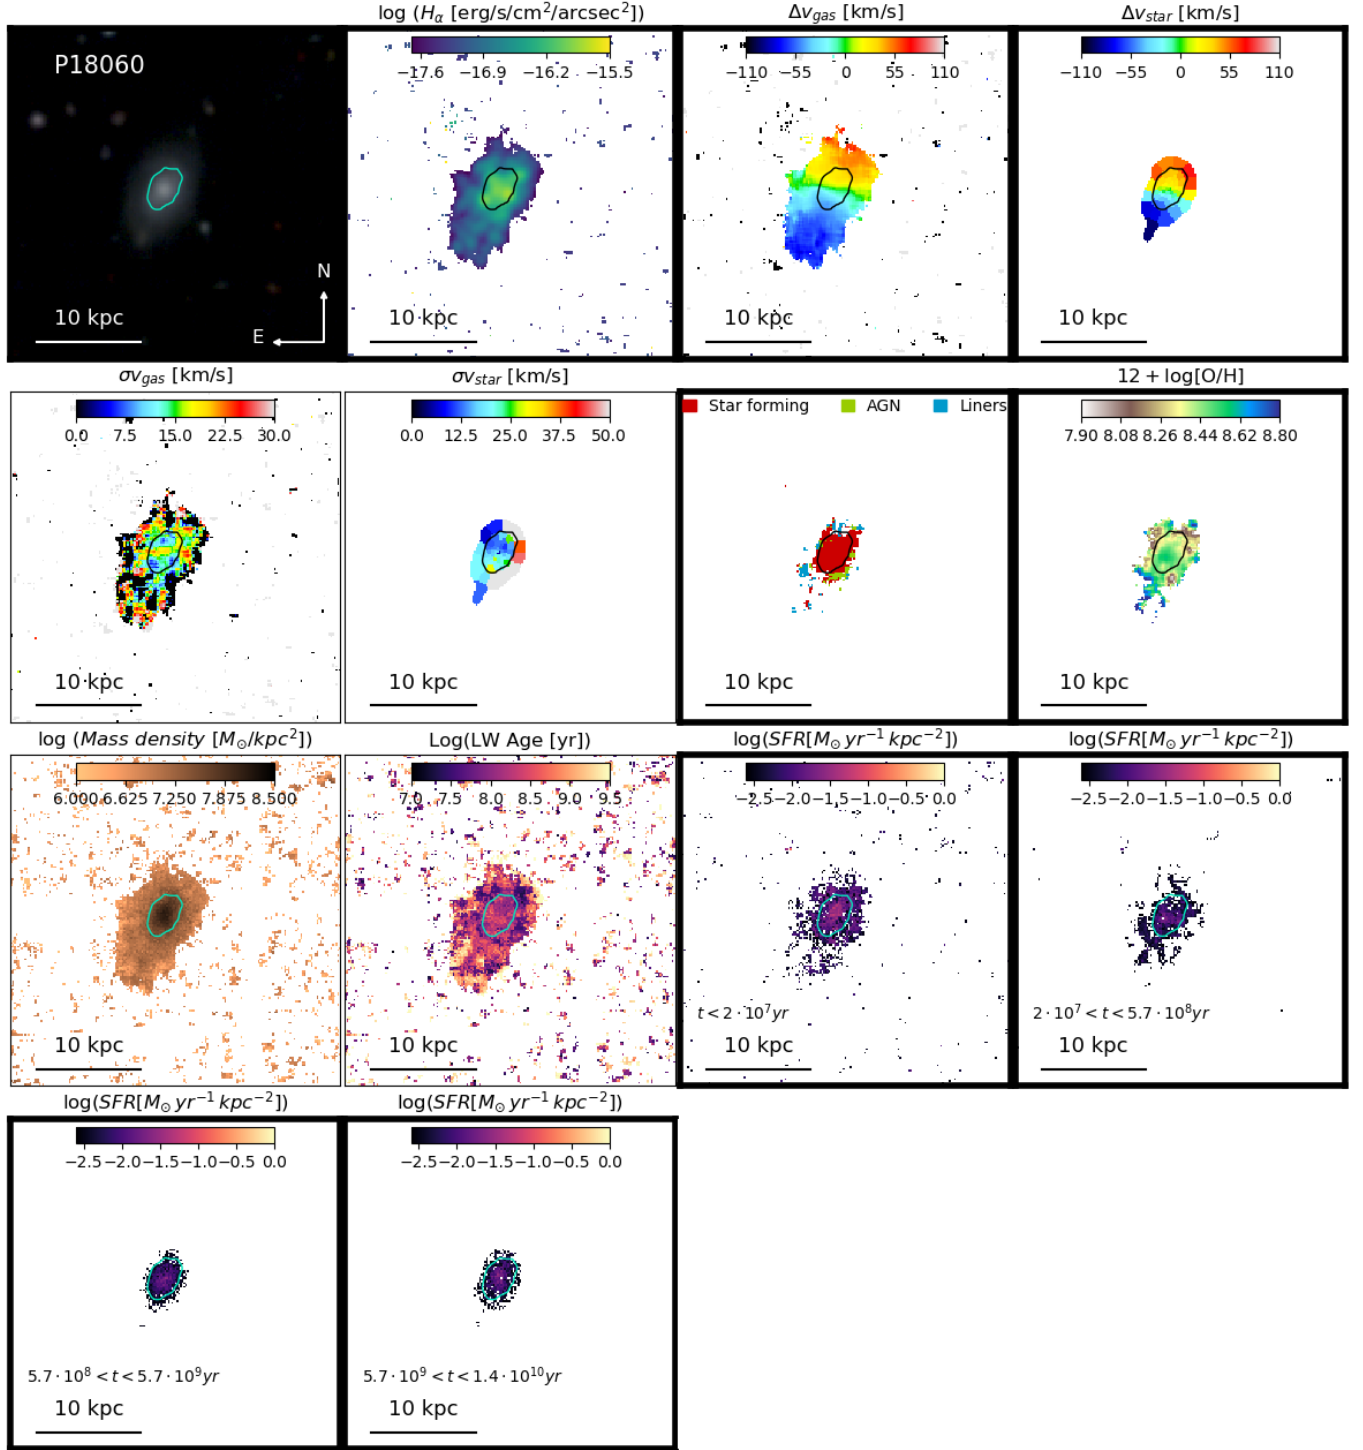 log (Hα [erg/s/cm²/arcsec²])
Δv_gas [km/s]
Δv_star [km/s]
P18060
−17.6 −16.9 −16.2 −15.5
−110 −55 0 55 110
−110 −55 0 55 110
N
E
10 kpc
10 kpc
10 kpc
10 kpc
σv_gas [km/s]
σv_star [km/s]
12 + log[O/H]
0.0 7.5 15.0 22.5 30.0
0.0 12.5 25.0 37.5 50.0
Star forming AGN Liners
7.90 8.08 8.26 8.44 8.62 8.80
10 kpc
10 kpc
10 kpc
10 kpc
log (Mass density [M⊙/kpc²])
Log(LW Age [yr])
log(SFR[M⊙ yr⁻¹ kpc⁻²])
log(SFR[M⊙ yr⁻¹ kpc⁻²])
6.000 6.625 7.250 7.875 8.500
7.0 7.5 8.0 8.5 9.0 9.5
−2.5 −2.0 −1.5 −1.0 −0.5 0.0
−2.5 −2.0 −1.5 −1.0 −0.5 0.0
t < 2 · 10⁷yr
2 · 10⁷ < t < 5.7 · 10⁸yr
10 kpc
10 kpc
10 kpc
10 kpc
log(SFR[M⊙ yr⁻¹ kpc⁻²])
log(SFR[M⊙ yr⁻¹ kpc⁻²])
−2.5 −2.0 −1.5 −1.0 −0.5 0.0
−2.5 −2.0 −1.5 −1.0 −0.5 0.0
5.7 · 10⁸ < t < 5.7 · 10⁹yr
5.7 · 10⁹ < t < 1.4 · 10¹⁰yr
10 kpc
10 kpc